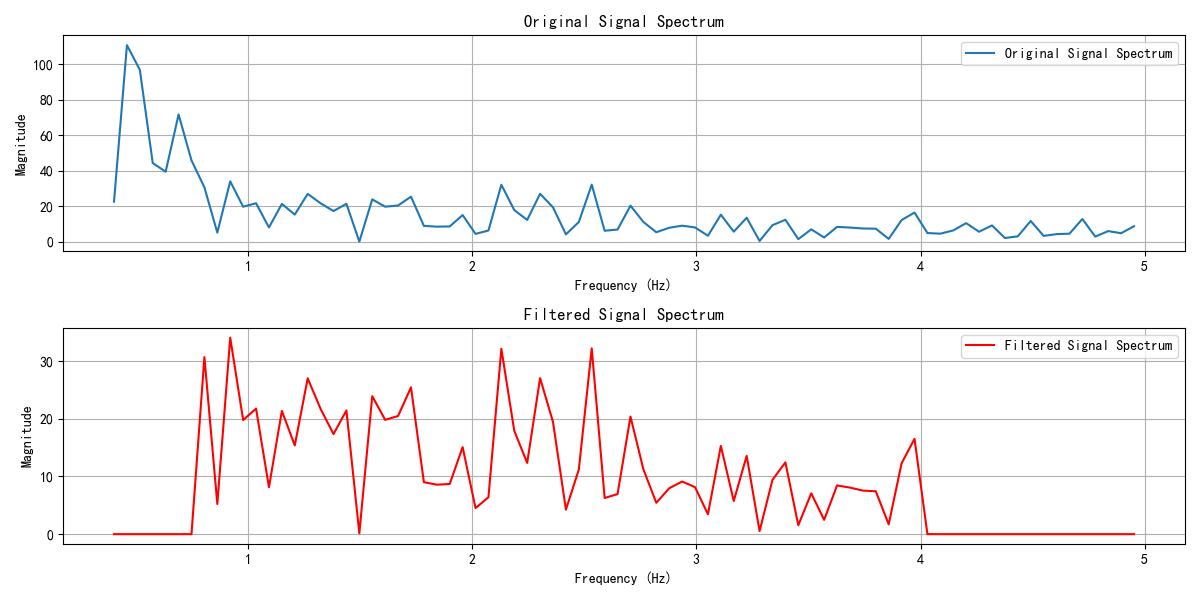 Original Signal Spectrum
Original Signal Spectrum
Magnitude
100
80
60
40
20
0
1
2
3
4
5
Frequency (Hz)
Filtered Signal Spectrum
Filtered Signal Spectrum
Magnitude
30
20
10
0
1
2
3
4
5
Frequency (Hz)